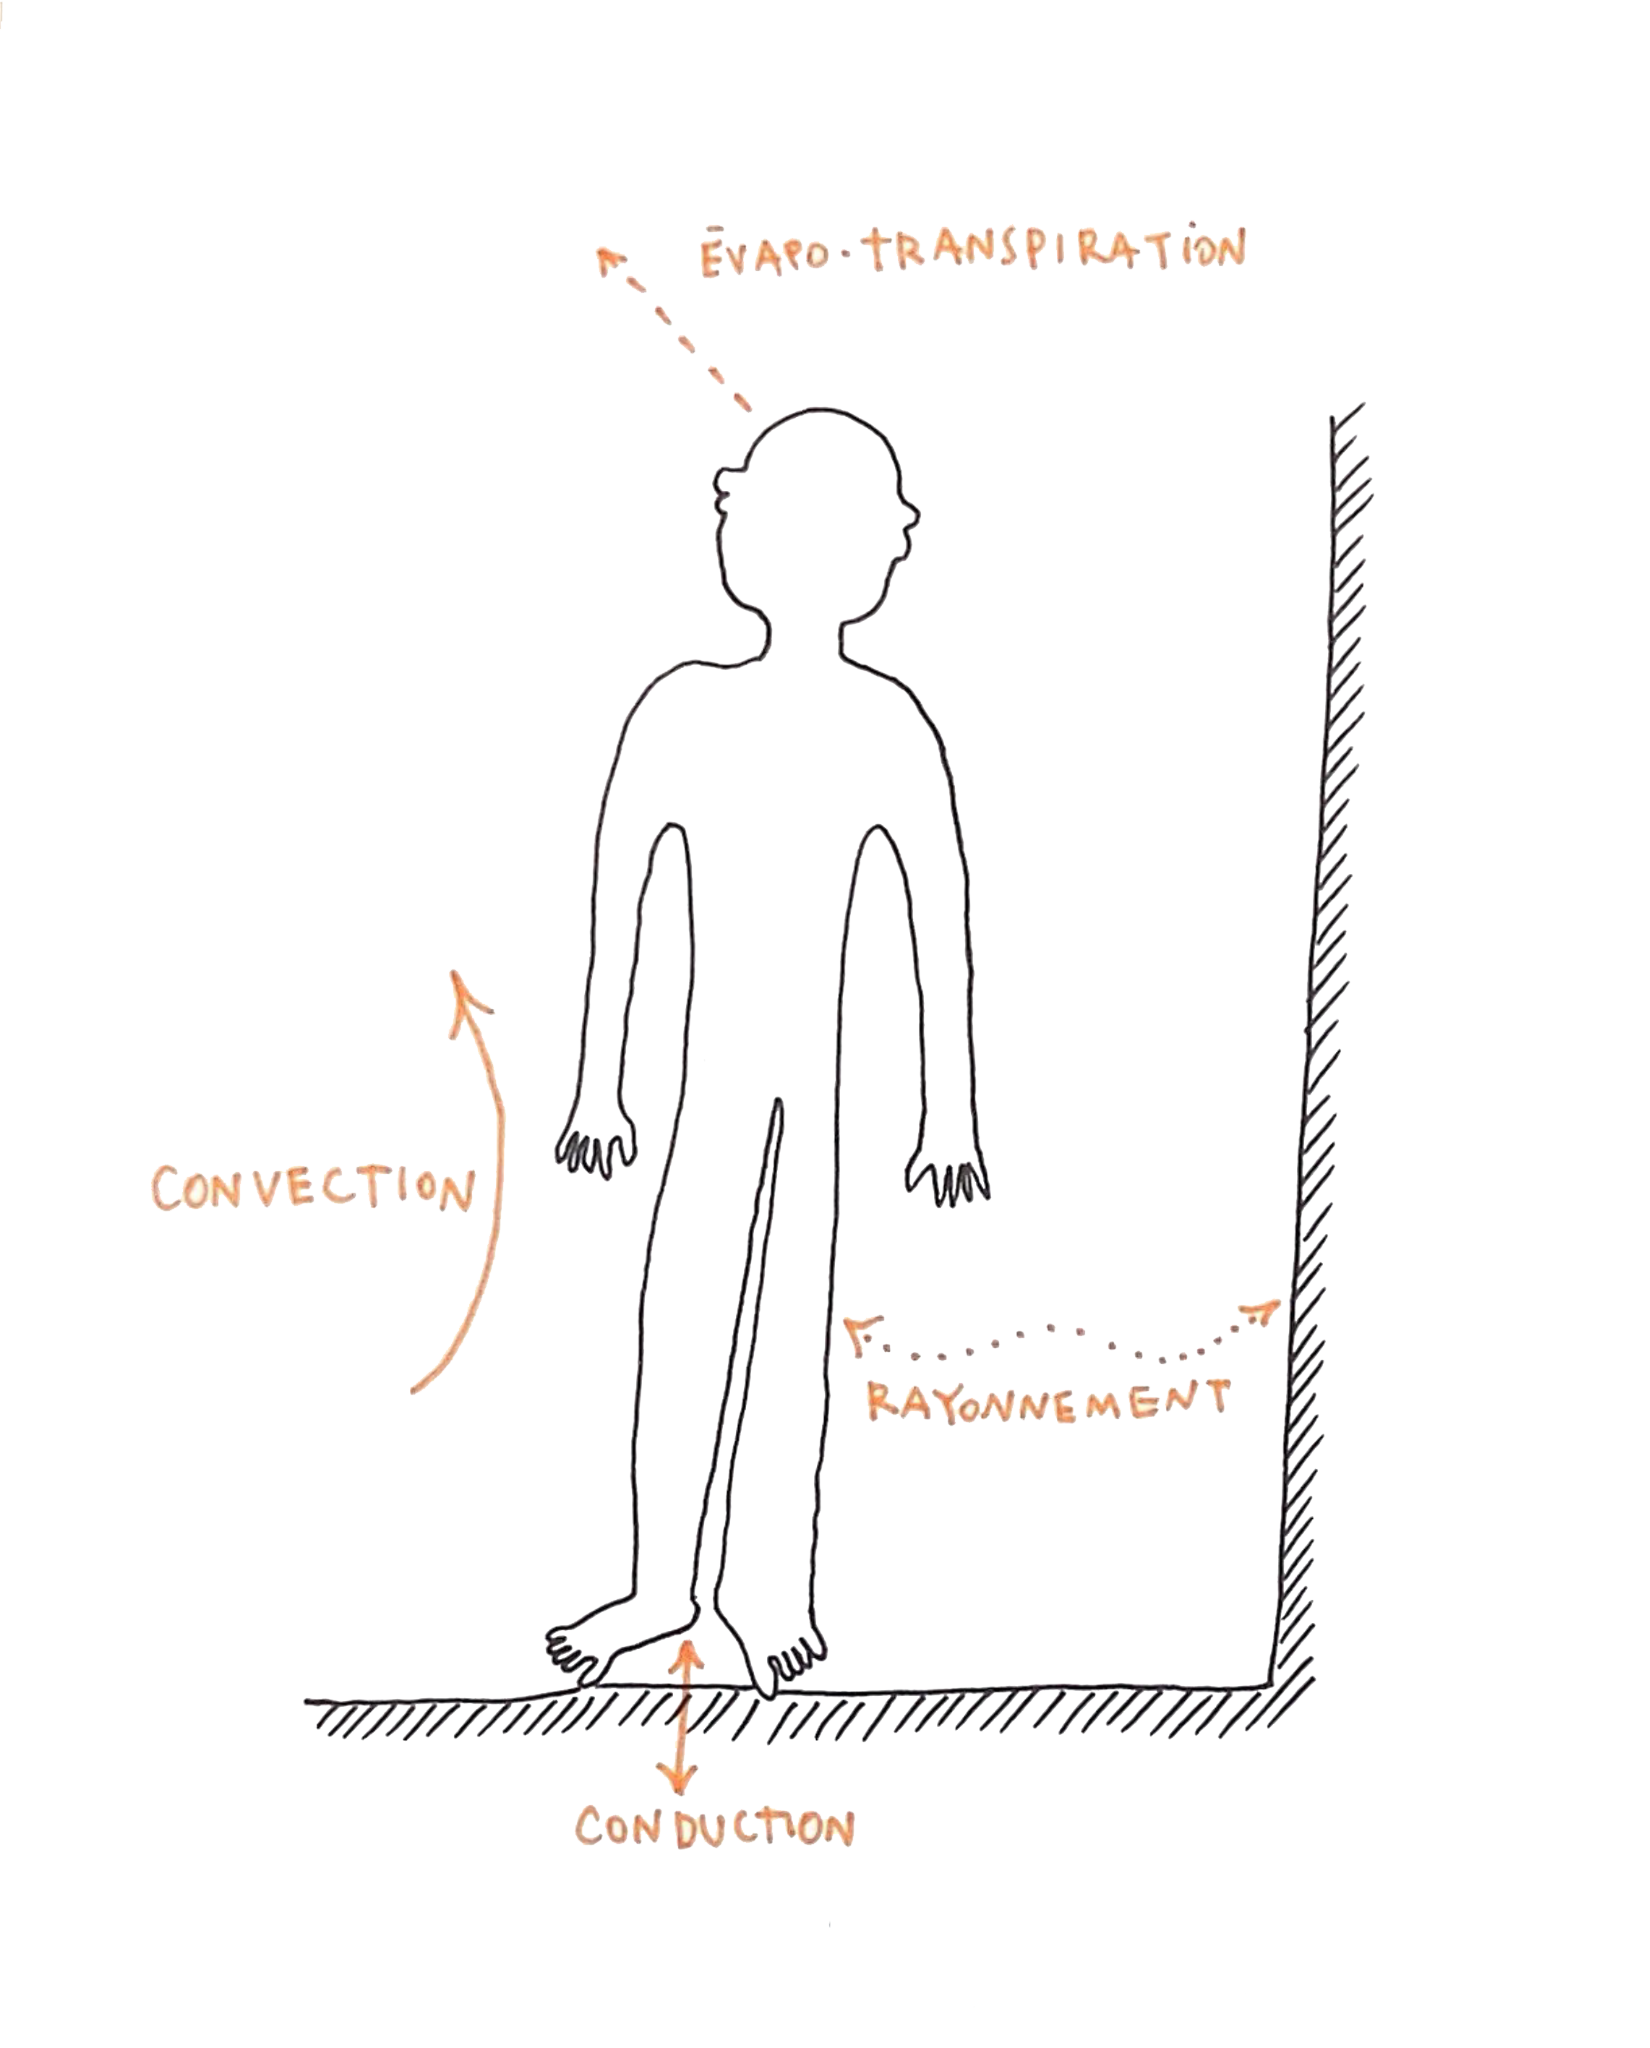 ÉVAPO-TRANSPIRATION
CONVECTION
RAYONNEMENT
CONDUCTION